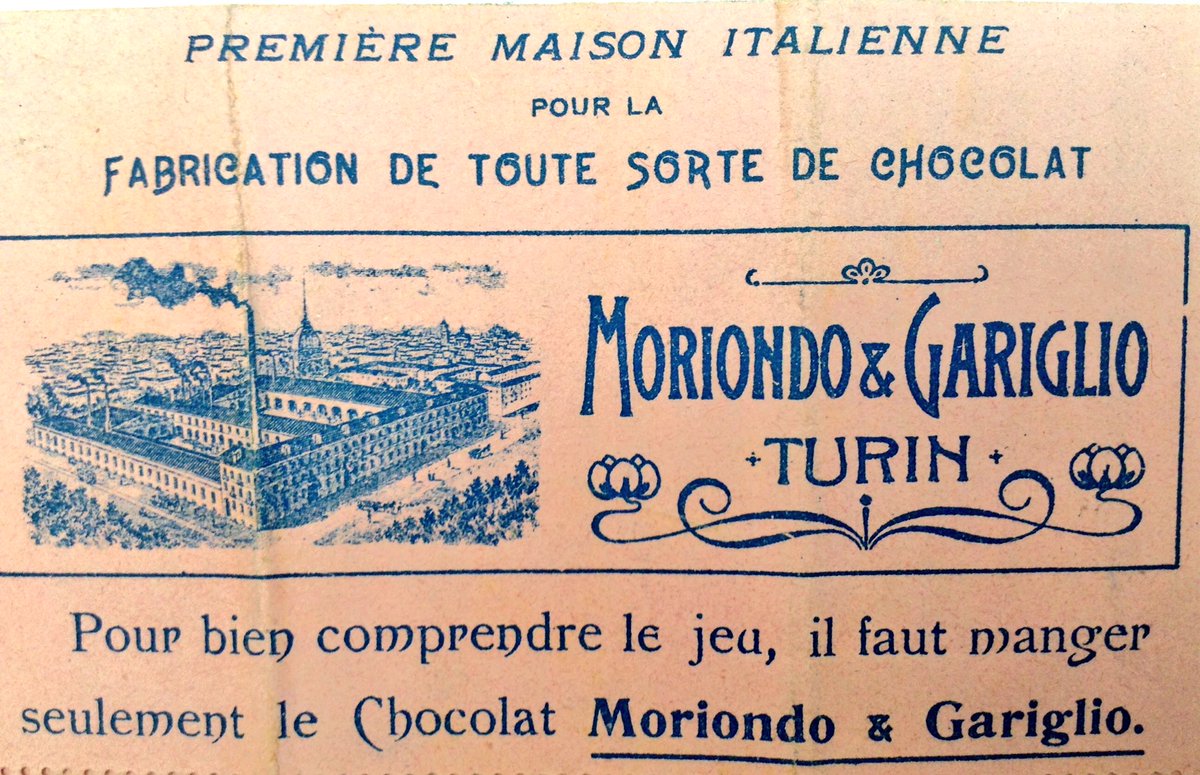 PREMIÈRE MAISON ITALIENNE
POUR LA
FABRICATION DE TOUTE SORTE DE CHOCOLAT
MORIONDO & GARIGLIO
TURIN
Pour bien comprendre le jeu, il faut manger
seulement le Chocolat Moriondo & Gariglio.